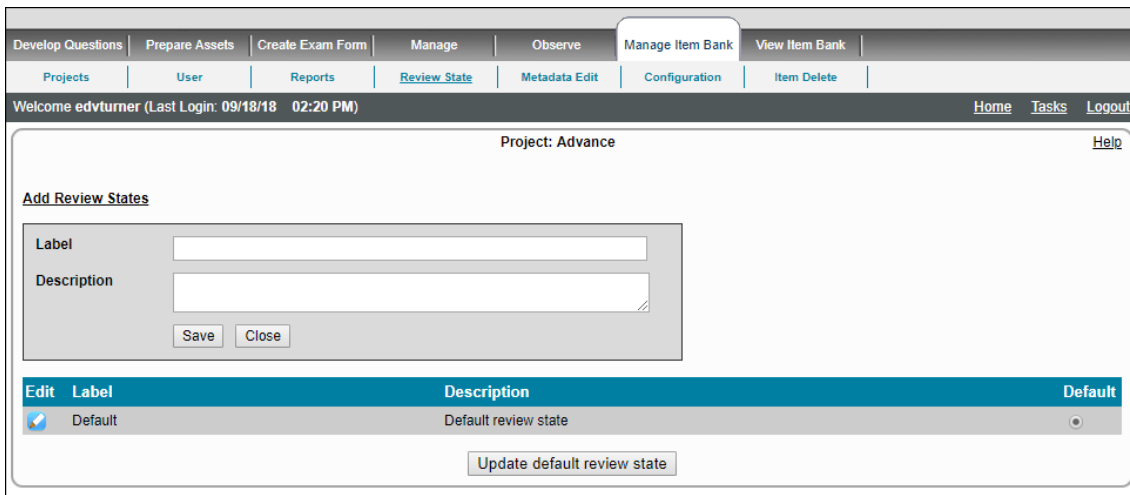 Develop Questions Prepare Assets Create Exam Form Manage Observe Manage Item Bank View Item Bank
Projects User Reports Review State Metadata Edit Configuration Item Delete
Welcome edvturner (Last Login: 09/18/18 02:20 PM) Home Tasks Logout
Project: Advance Help
Add Review States
Label
Description
Save Close
Edit Label Description Default
Default Default review state
Update default review state